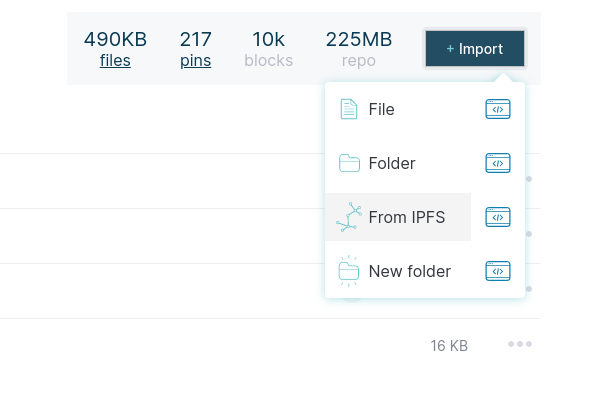 490KB 217 10k 225MB
files pins blocks repo
+ Import
File
Folder
From IPFS
New folder
16 KB